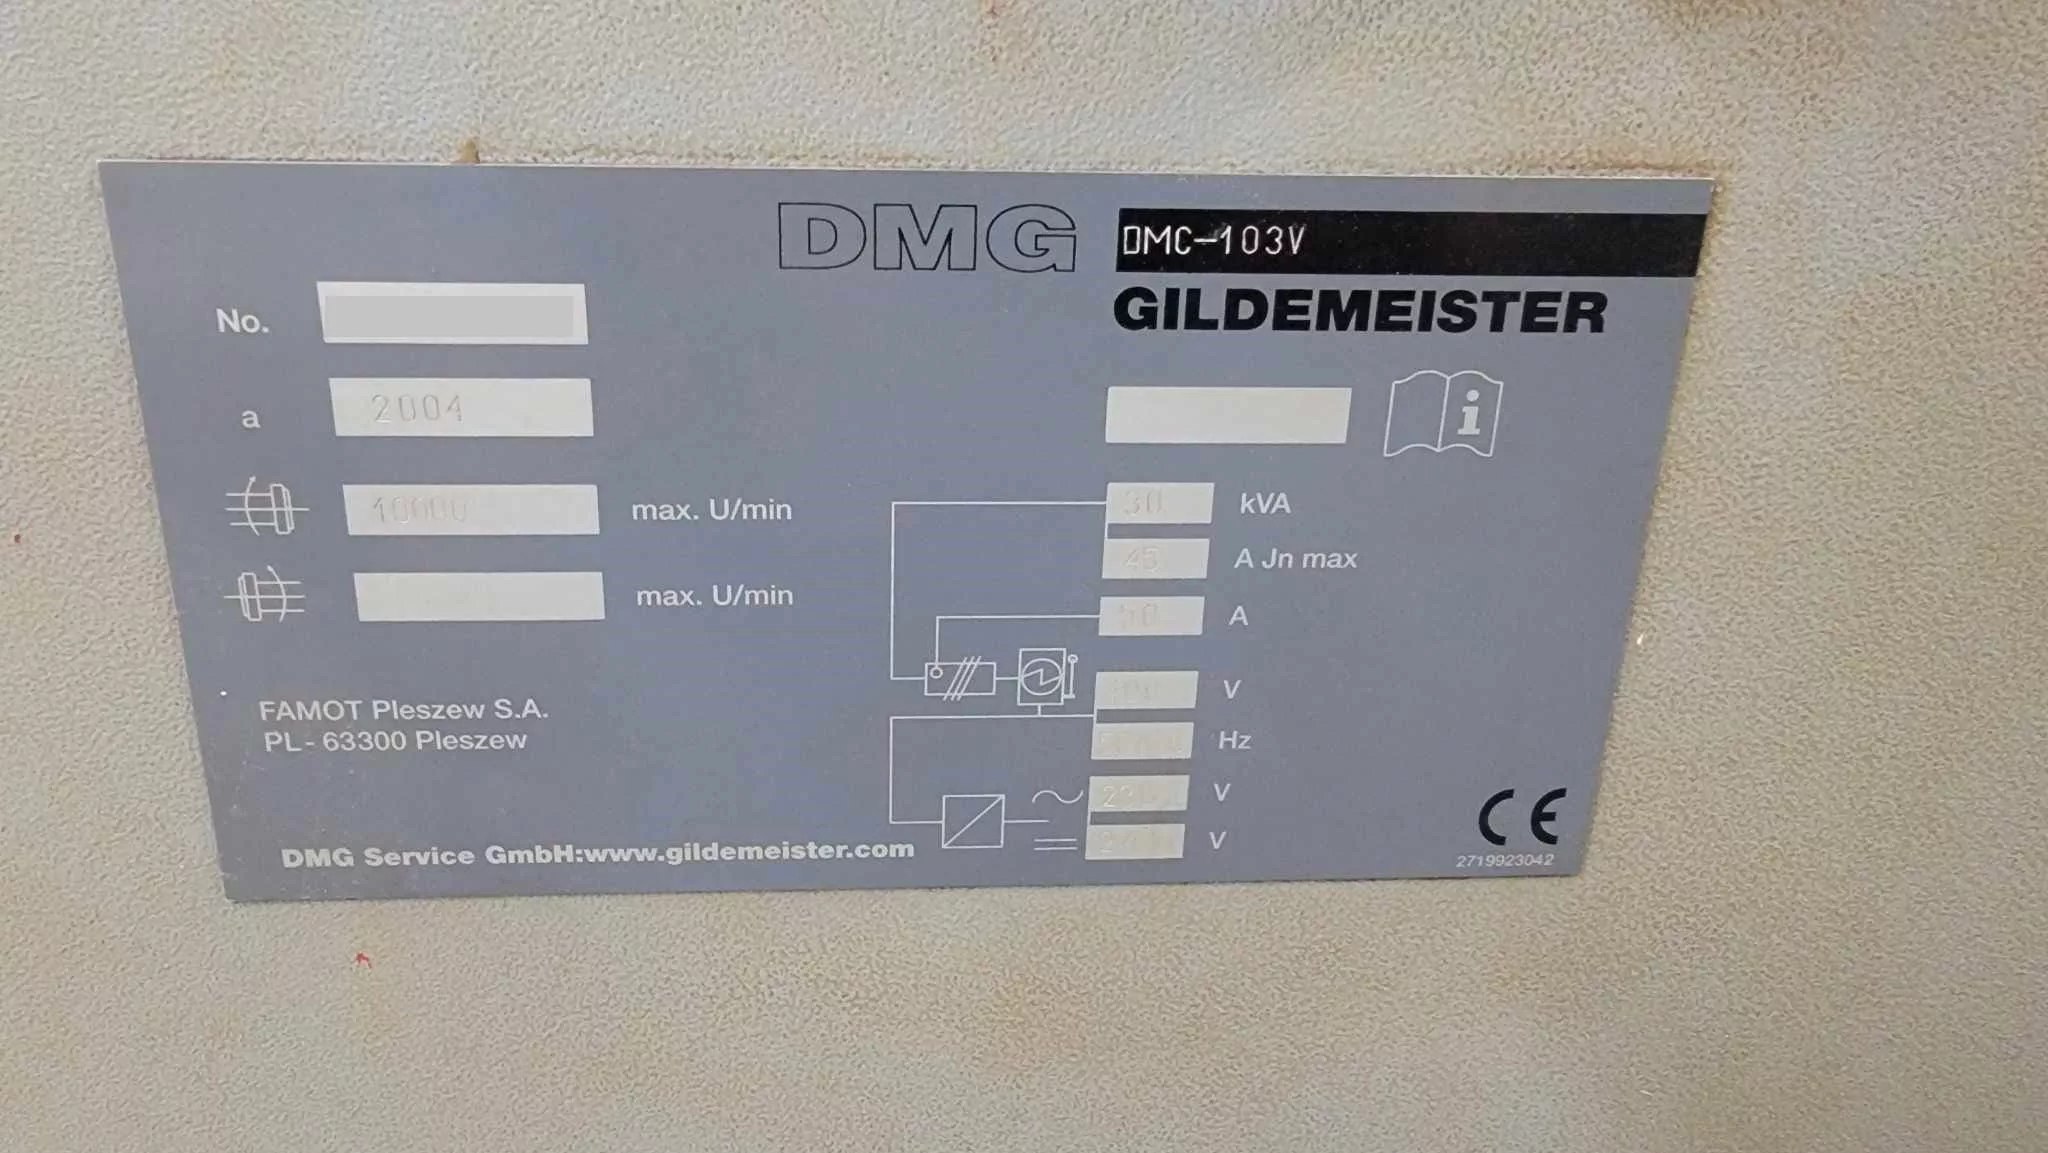 DMG DMC-103V
GILDEMEISTER
No.
a 2004
10000 max. U/min
max. U/min
i
30 kVA
45 A Jn max
50 A
V
Hz
V
V
FAMOT Pleszew S.A.
PL- 63300 Pleszew
DMG Service GmbH:www.gildemeister.com
CE
2719923042